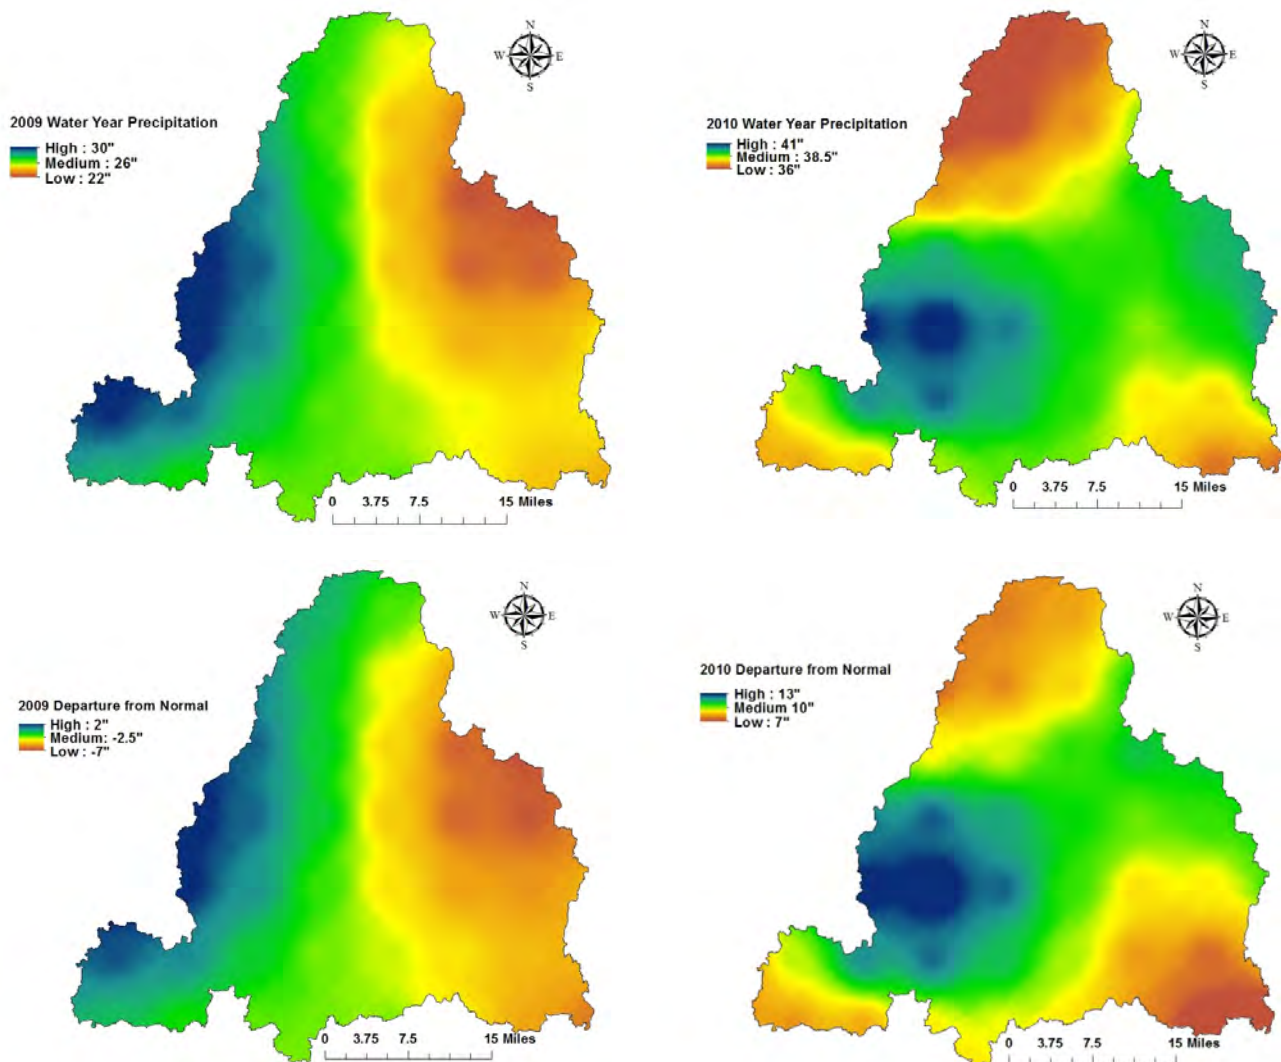 N
W E
S
2009 Water Year Precipitation
High : 30"
Medium : 26"
Low : 22"
0 3.75 7.5 15 Miles
N
W E
S
2010 Water Year Precipitation
High : 41"
Medium : 38.5"
Low : 36"
0 3.75 7.5 15 Miles
N
W E
S
2009 Departure from Normal
High : 2"
Medium: -2.5"
Low : -7"
0 3.75 7.5 15 Miles
N
W E
S
2010 Departure from Normal
High : 13"
Medium 10"
Low : 7"
0 3.75 7.5 15 Miles